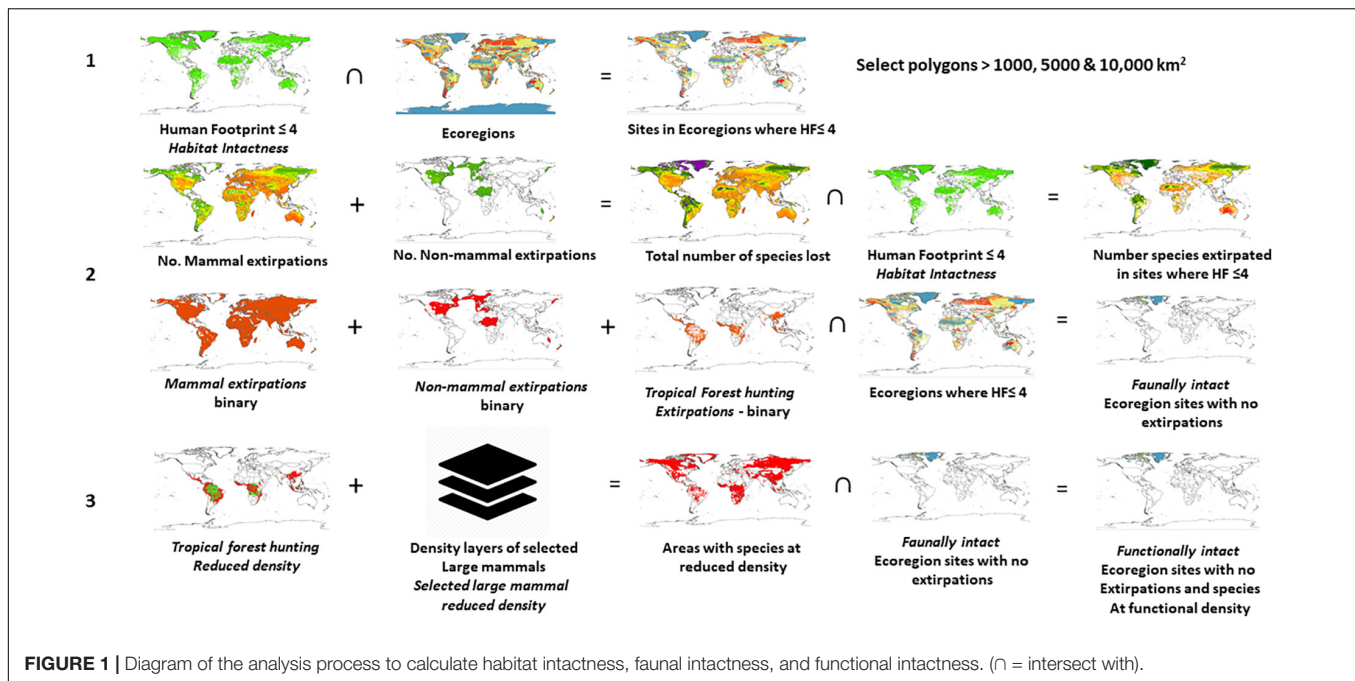 1
∩
=
Select polygons > 1000, 5000 & 10,000 km²
Human Footprint ≤ 4
Habitat Intactness
Ecoregions
Sites in Ecoregions where HF≤ 4
2
+
=
∩
=
No. Mammal extirpations
No. Non-mammal extirpations
Total number of species lost
Human Footprint ≤ 4
Habitat Intactness
Number species extirpated
in sites where HF ≤4
+
+
∩
=
Mammal extirpations
binary
Non-mammal extirpations
binary
Tropical Forest hunting
Extirpations - binary
Ecoregions where HF≤ 4
Faunally intact
Ecoregion sites with no
extirpations
3
+
=
∩
=
Tropical forest hunting
Reduced density
Density layers of selected
Large mammals
Selected large mammal
reduced density
Areas with species at
reduced density
Faunally intact
Ecoregion sites with no
extirpations
Functionally intact
Ecoregion sites with no
Extirpations and species
At functional density
FIGURE 1 | Diagram of the analysis process to calculate habitat intactness, faunal intactness, and functional intactness. (∩ = intersect with).